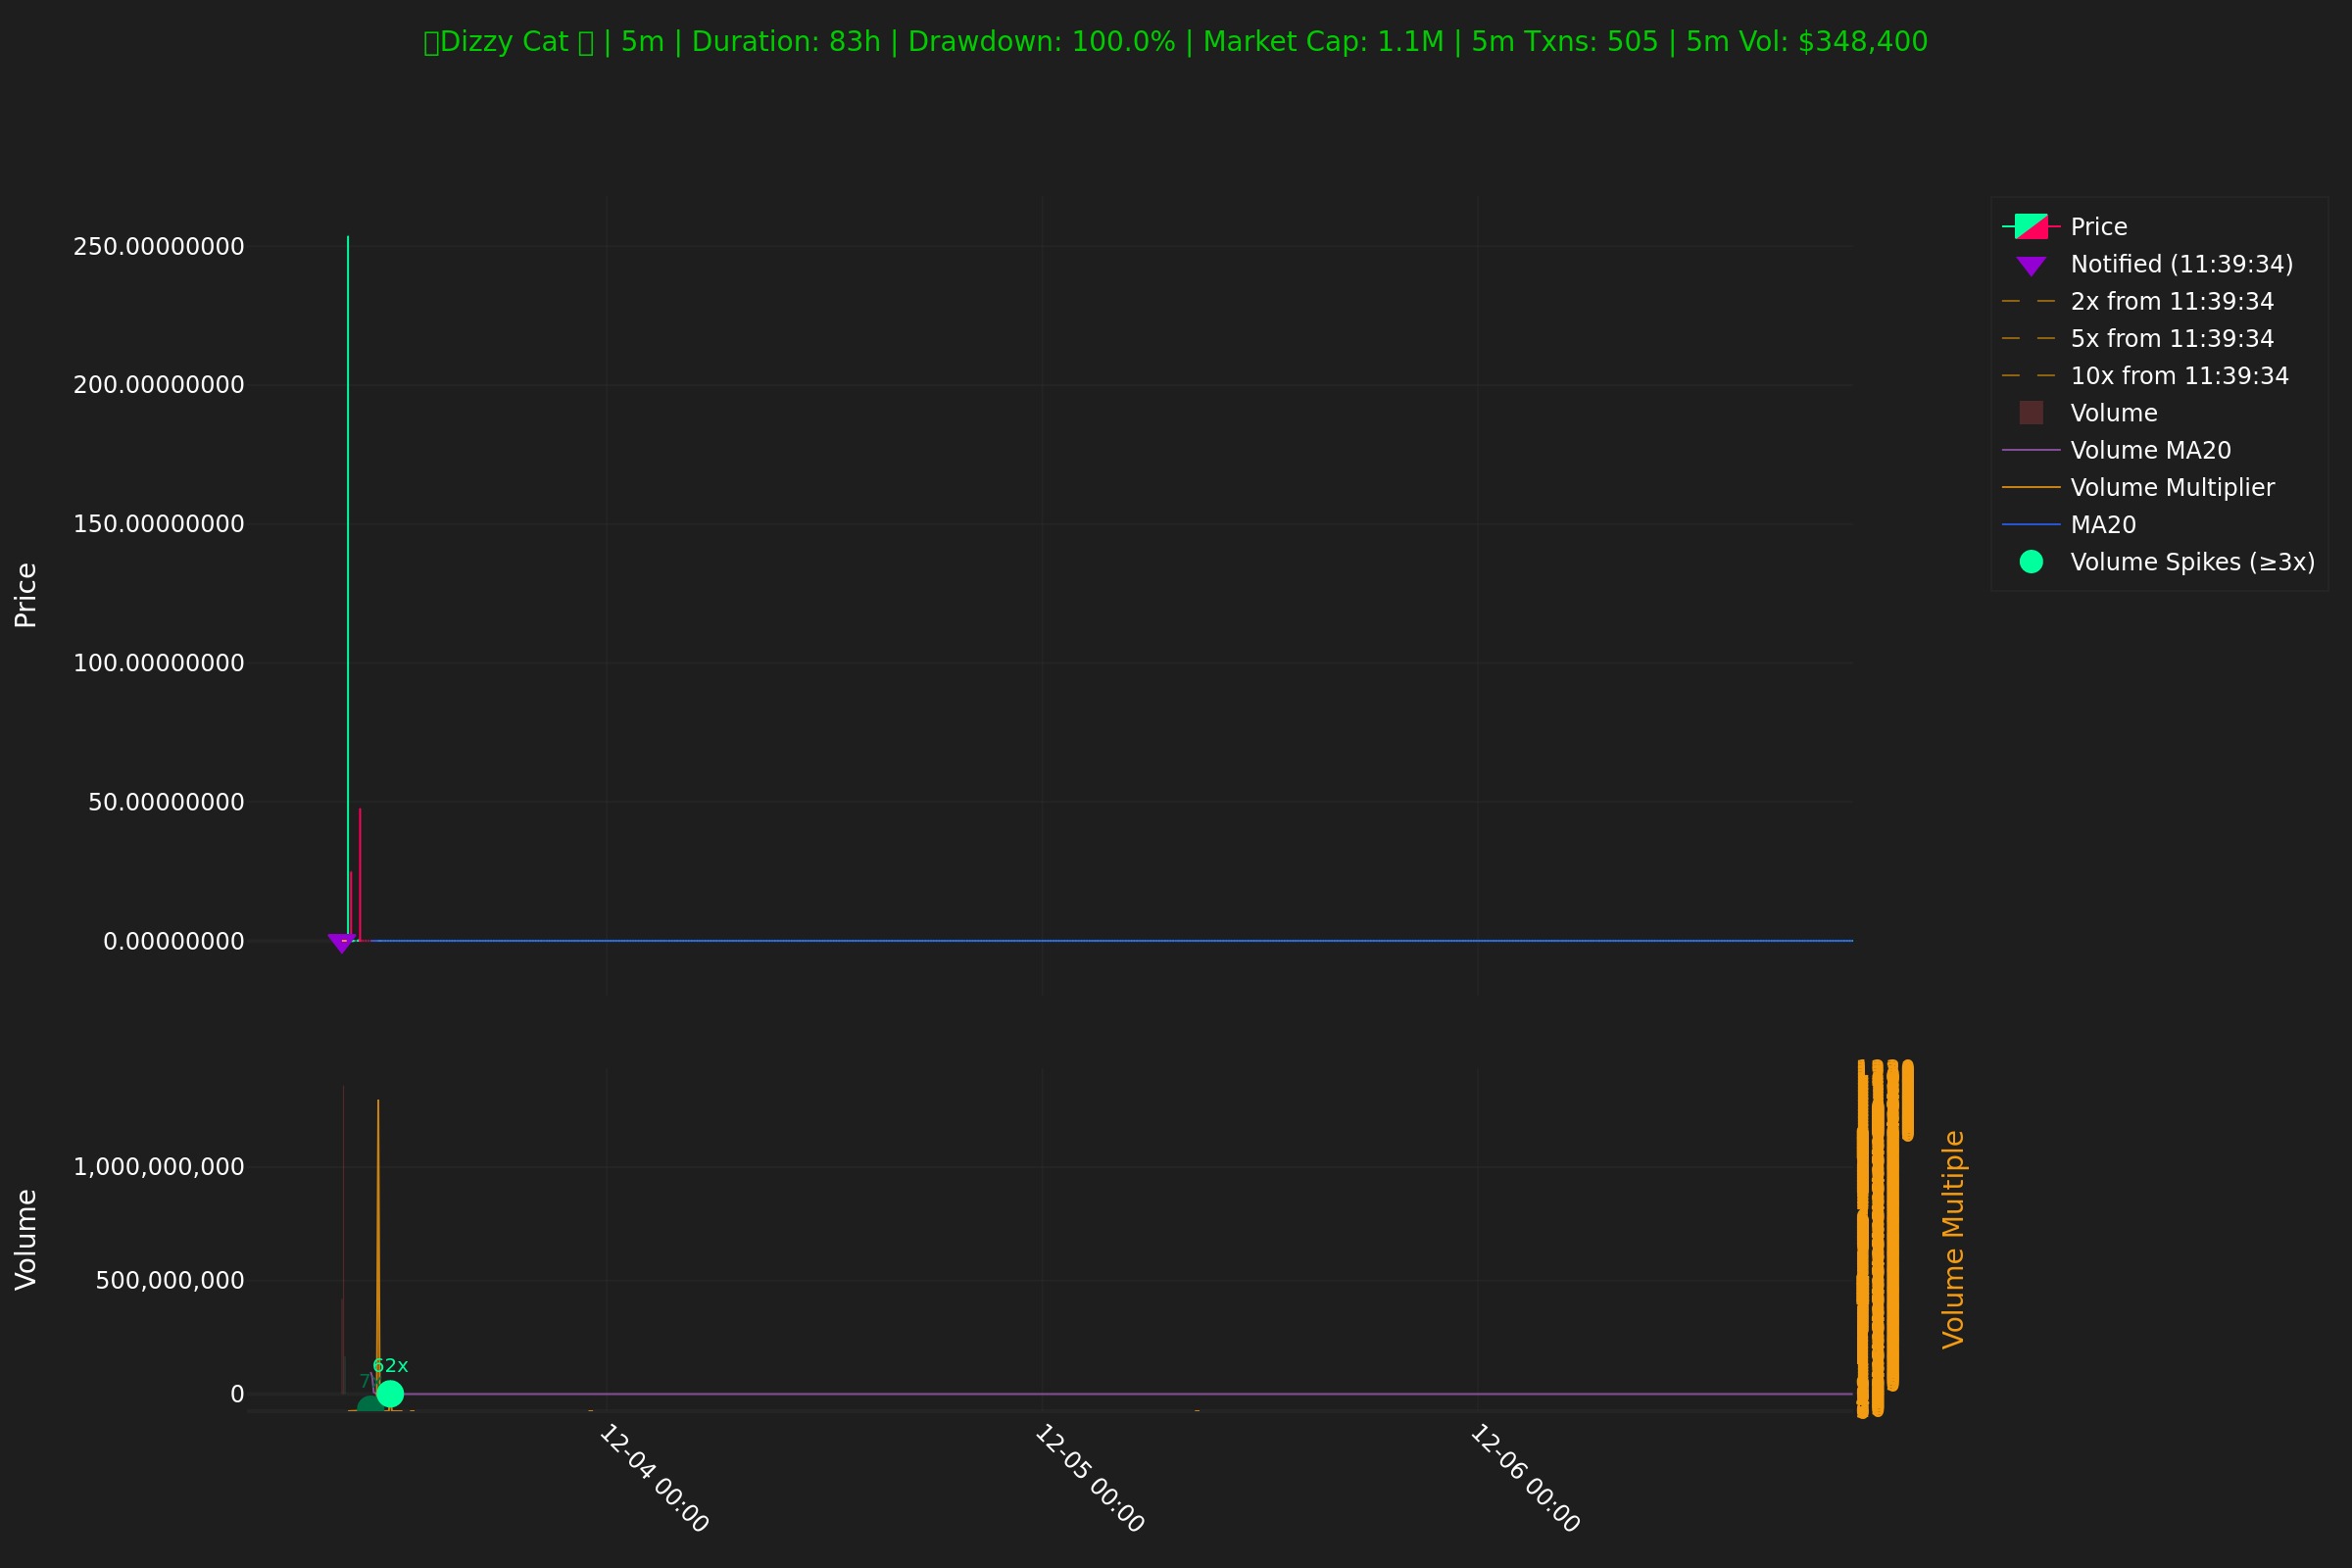 Dizzy Cat | 5m | Duration: 83h | Drawdown: 100.0% | Market Cap: 1.1M | 5m Txns: 505 | 5m Vol: $348,400
Price
250.00000000
200.00000000
150.00000000
100.00000000
50.00000000
0.00000000
Price
Notified (11:39:34)
2x from 11:39:34
5x from 11:39:34
10x from 11:39:34
Volume
Volume MA20
Volume Multiplier
MA20
Volume Spikes (≥3x)
Volume
1,000,000,000
500,000,000
0
62x
Volume Multiple
12-04 00:00
12-05 00:00
12-06 00:00